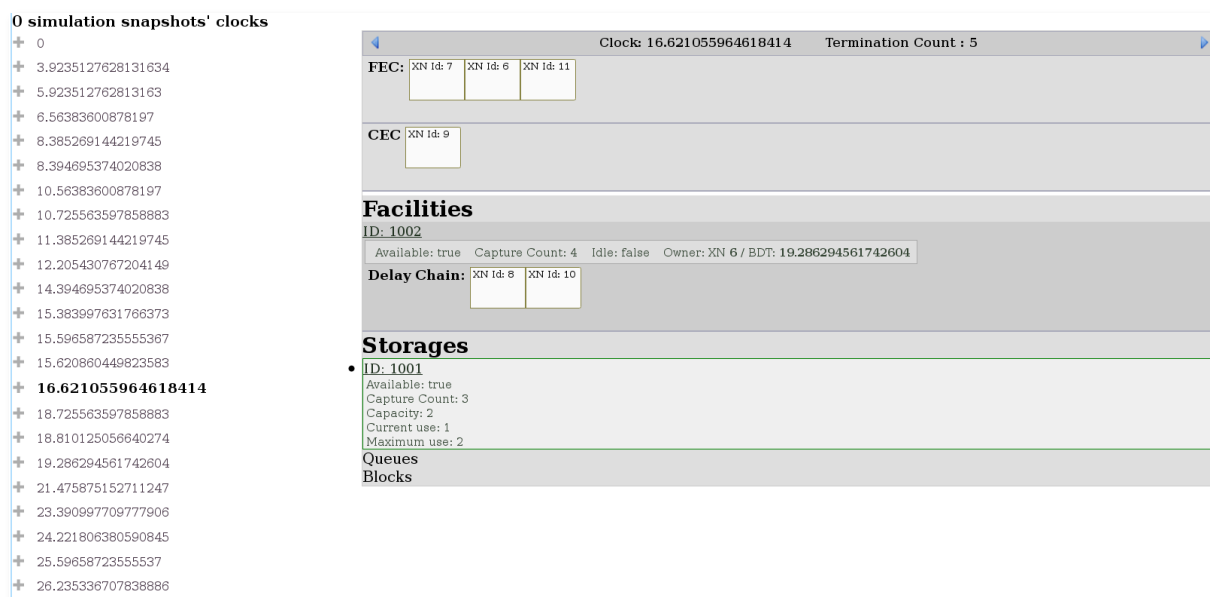 0 simulation snapshots' clocks
0
3.9235127628131634
5.923512762813163
6.56383600878197
8.385269144219745
8.394695374020838
10.56383600878197
10.725563597858883
11.385269144219745
12.205430767204149
14.394695374020838
15.383997631766373
15.596587235555367
15.620860449823583
16.621055964618414
18.725563597858883
18.810125056640274
19.286294561742604
21.475875152711247
23.390997709777906
24.221806380590845
25.59658723555537
26.235336707838886
Clock: 16.621055964618414 Termination Count : 5
FEC: XN Id: 7 XN Id: 6 XN Id: 11
CEC XN Id: 9
Facilities
ID: 1002
Available: true Capture Count: 4 Idle: false Owner: XN 6 / BDT: 19.286294561742604
Delay Chain: XN Id: 8 XN Id: 10
Storages
ID: 1001
Available: true
Capture Count: 3
Capacity: 2
Current use: 1
Maximum use: 2
Queues
Blocks